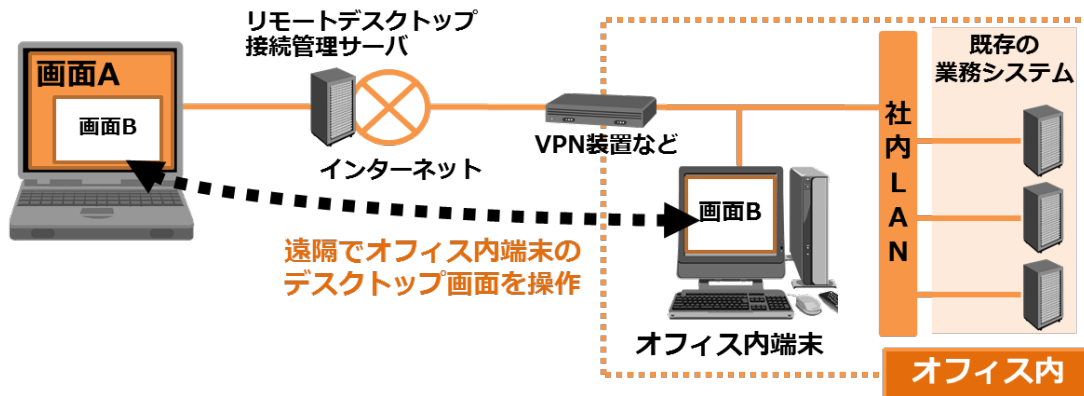 リモートデスクトップ
接続管理サーバ
画面A
画面B
インターネット
VPN装置など
遠隔でオフィス内端末の
デスクトップ画面を操作
画面B
オフィス内端末
社内LAN
既存の
業務システム
オフィス内